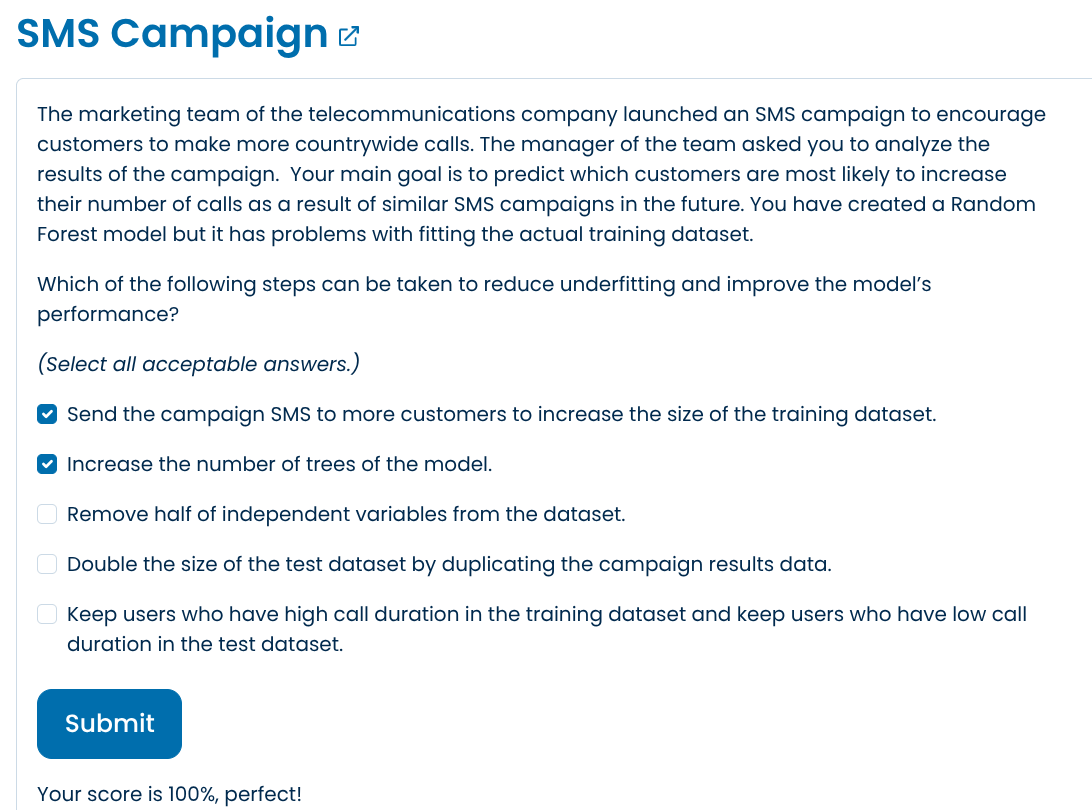 SMS Campaign
The marketing team of the telecommunications company launched an SMS campaign to encourage
customers to make more countrywide calls. The manager of the team asked you to analyze the
results of the campaign.  Your main goal is to predict which customers are most likely to increase
their number of calls as a result of similar SMS campaigns in the future. You have created a Random
Forest model but it has problems with fitting the actual training dataset.
Which of the following steps can be taken to reduce underfitting and improve the model’s
performance?
(Select all acceptable answers.)
Send the campaign SMS to more customers to increase the size of the training dataset.
Increase the number of trees of the model.
Remove half of independent variables from the dataset.
Double the size of the test dataset by duplicating the campaign results data.
Keep users who have high call duration in the training dataset and keep users who have low call
duration in the test dataset.
Submit
Your score is 100%, perfect!